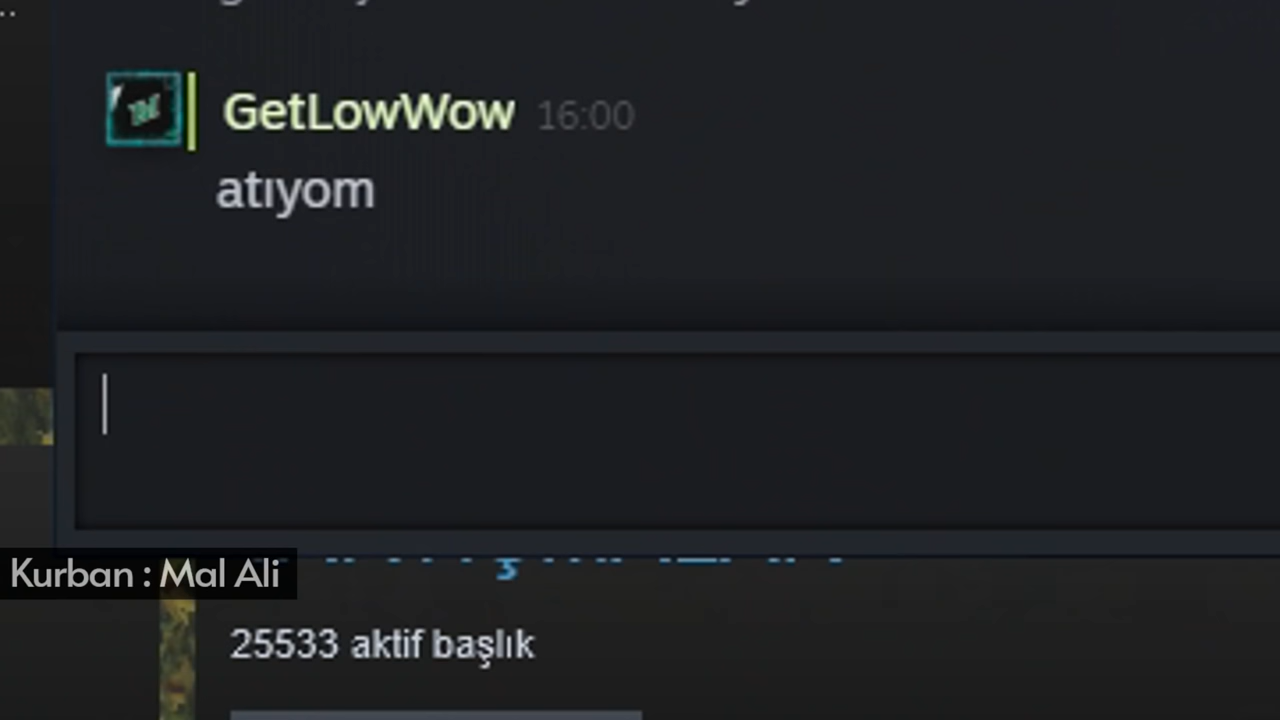 GetLowWow 16:00
atıyom
Kurban : Mal Ali
25533 aktif başlık